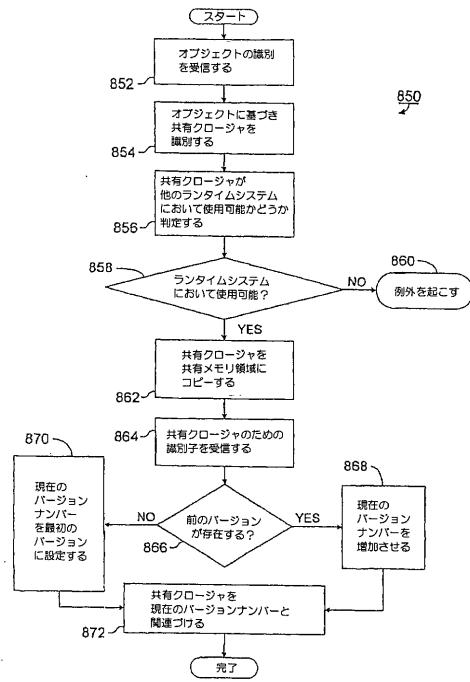 スタート
オブジェクトの識別
を受信する
852
850
オブジェクトに基づき
共有クロージャを
識別する
854
共有クロージャが
他のランタイムシステム
において使用可能かどうか
判定する
856
858
ランタイムシステム
において使用可能？
NO
860
例外を起こす
YES
共有クロージャを
共有メモリ領域に
コピーする
862
864
共有クロージャのための
識別子を受信する
870
868
現在の
バージョン
ナンバー
を最初の
バージョン
に設定する
NO
前のバージョン
が存在する？
866
YES
現在の
バージョン
ナンバーを
増加させる
共有クロージャを
現在のバージョンナンバーと
関連づける
872
完了